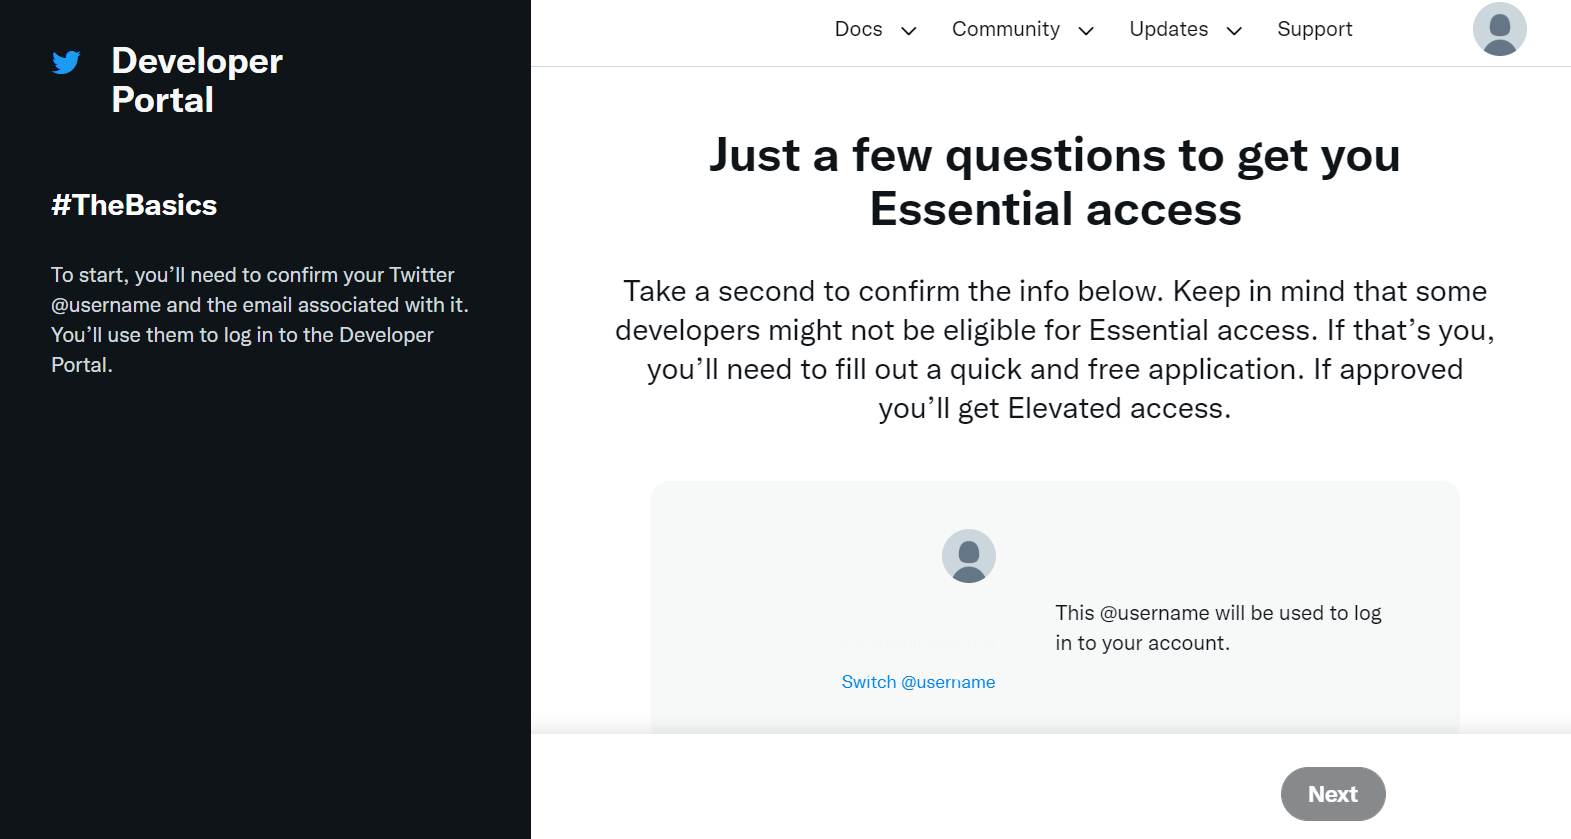 Developer
Portal
#TheBasics
To start, you’ll need to confirm your Twitter
@username and the email associated with it.
You’ll use them to log in to the Developer
Portal.
Docs
Community
Updates
Support
Just a few questions to get you
Essential access
Take a second to confirm the info below. Keep in mind that some
developers might not be eligible for Essential access. If that’s you,
you’ll need to fill out a quick and free application. If approved
you’ll get Elevated access.
This @username will be used to log
in to your account.
Switch @username
Next